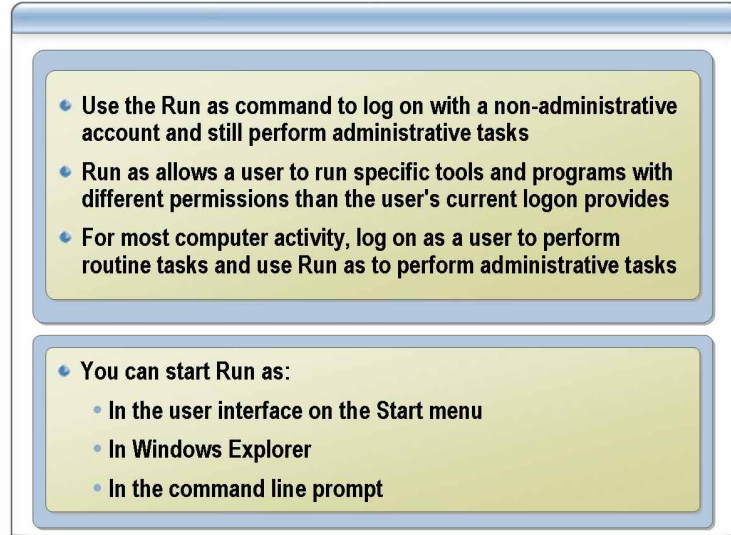 Use the Run as command to log on with a non-administrative
account and still perform administrative tasks
Run as allows a user to run specific tools and programs with
different permissions than the user's current logon provides
For most computer activity, log on as a user to perform
routine tasks and use Run as to perform administrative tasks
You can start Run as:
In the user interface on the Start menu
In Windows Explorer
In the command line prompt